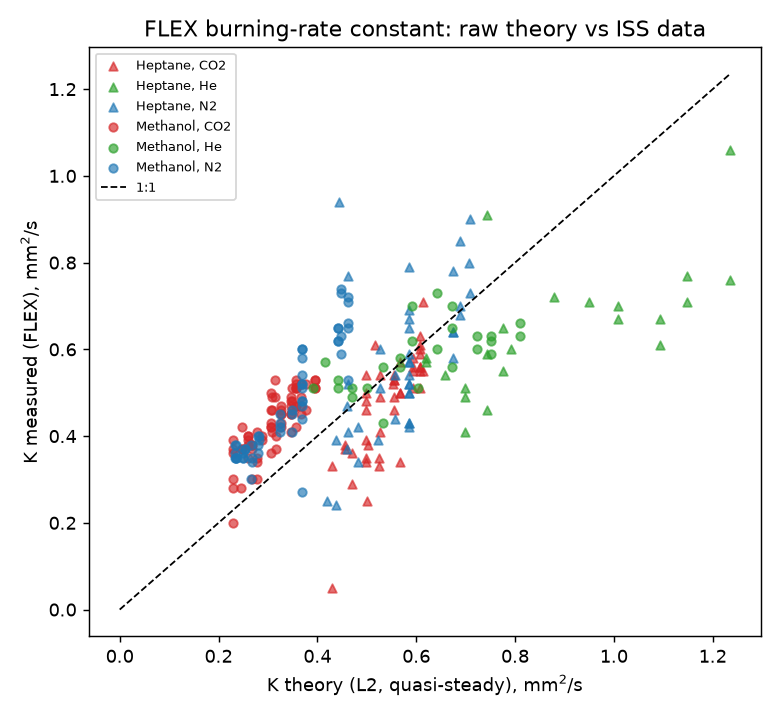 FLEX burning-rate constant: raw theory vs ISS data
Heptane, CO2
Heptane, He
Heptane, N2
Methanol, CO2
Methanol, He
Methanol, N2
1:1
K measured (FLEX), mm²/s
1.2
1.0
0.8
0.6
0.4
0.2
0.0
0.0 0.2 0.4 0.6 0.8 1.0 1.2
K theory (L2, quasi-steady), mm²/s